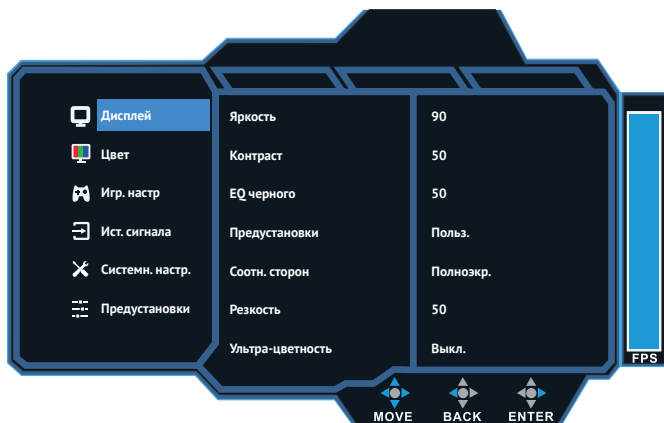 Дисплей
Цвет
Игр. настр
Ист. сигнала
Системн. настр.
Предустановки
Яркость 90
Контраст 50
EQ черного 50
Предустановки Польз.
Соотн. сторон Полноэкр.
Резкость 50
Ультра-цветность Выкл.
FPS
MOVE BACK ENTER